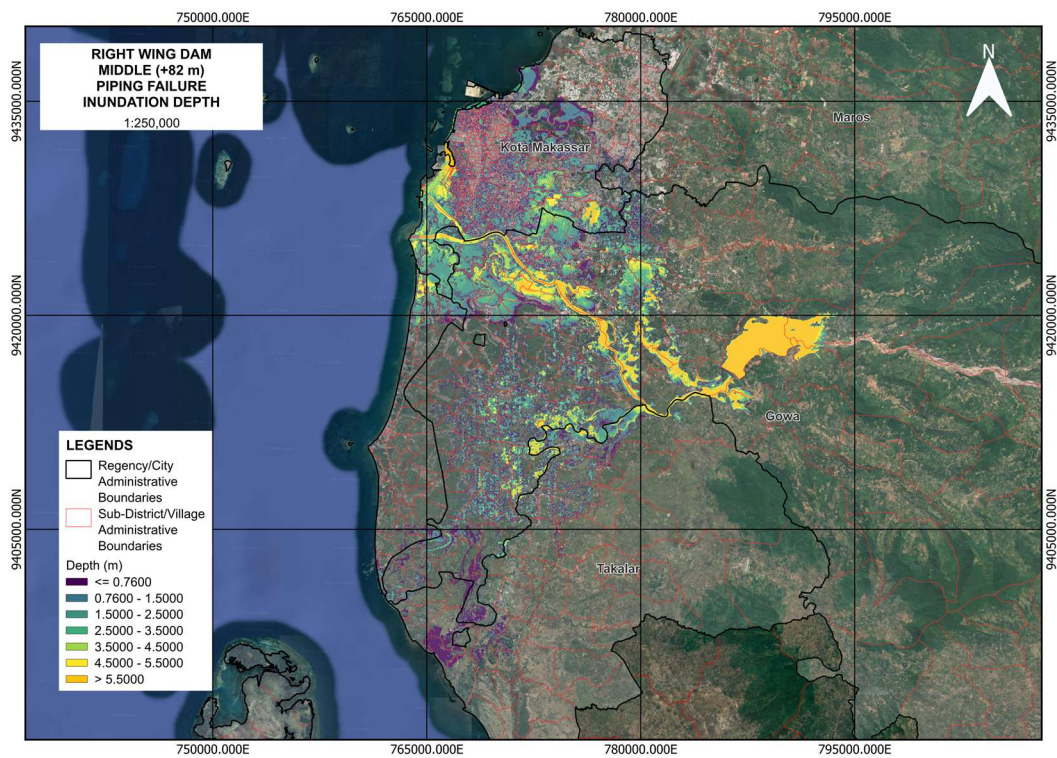 750000.000E
765000.000E
780000.000E
795000.000E
RIGHT WING DAM
MIDDLE (+82 m)
PIPING FAILURE
INUNDATION DEPTH
1:250,000
N
9435000.000N
9435000.000N
Maros
Kota Makassar
9420000.000N
9420000.000N
Gowa
LEGENDS
Regency/City
Administrative
Boundaries
Sub-District/Village
Administrative
Boundaries
Depth (m)
<= 0.7600
0.7600 - 1.5000
1.5000 - 2.5000
2.5000 - 3.5000
3.5000 - 4.5000
4.5000 - 5.5000
> 5.5000
9405000.000N
9405000.000N
Takalar
750000.000E
765000.000E
780000.000E
795000.000E